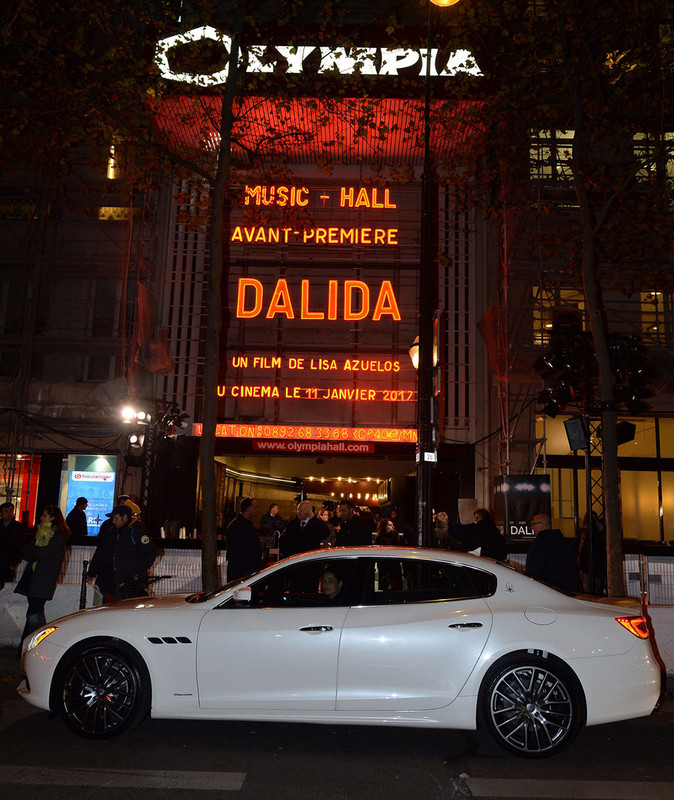 OLYMPIA
MUSIC - HALL
AVANT-PREMIERE
DALIDA
UN FILM DE LISA AZUELOS
U CINEMA LE 11 JANVIER 2017
www.olympiahall.com
DALI